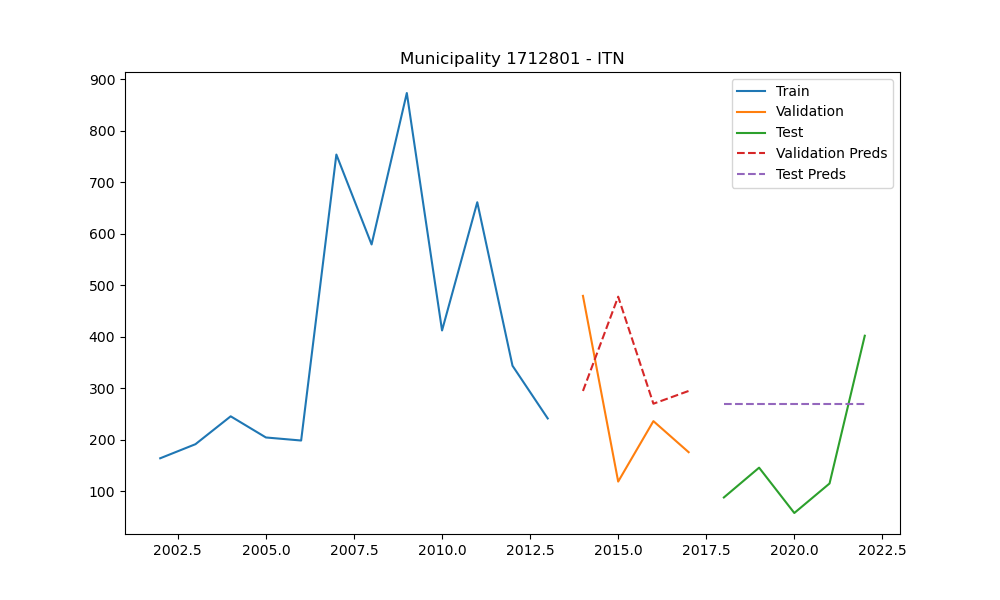 Municipality 1712801 - ITN
900
800
700
600
500
400
300
200
100
2002.5 2005.0 2007.5 2010.0 2012.5 2015.0 2017.5 2020.0 2022.5
Train
Validation
Test
Validation Preds
Test Preds